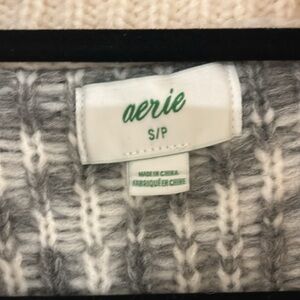 aerie
S/P
MADE IN CHINA
FABRIQUÉ EN CHINE